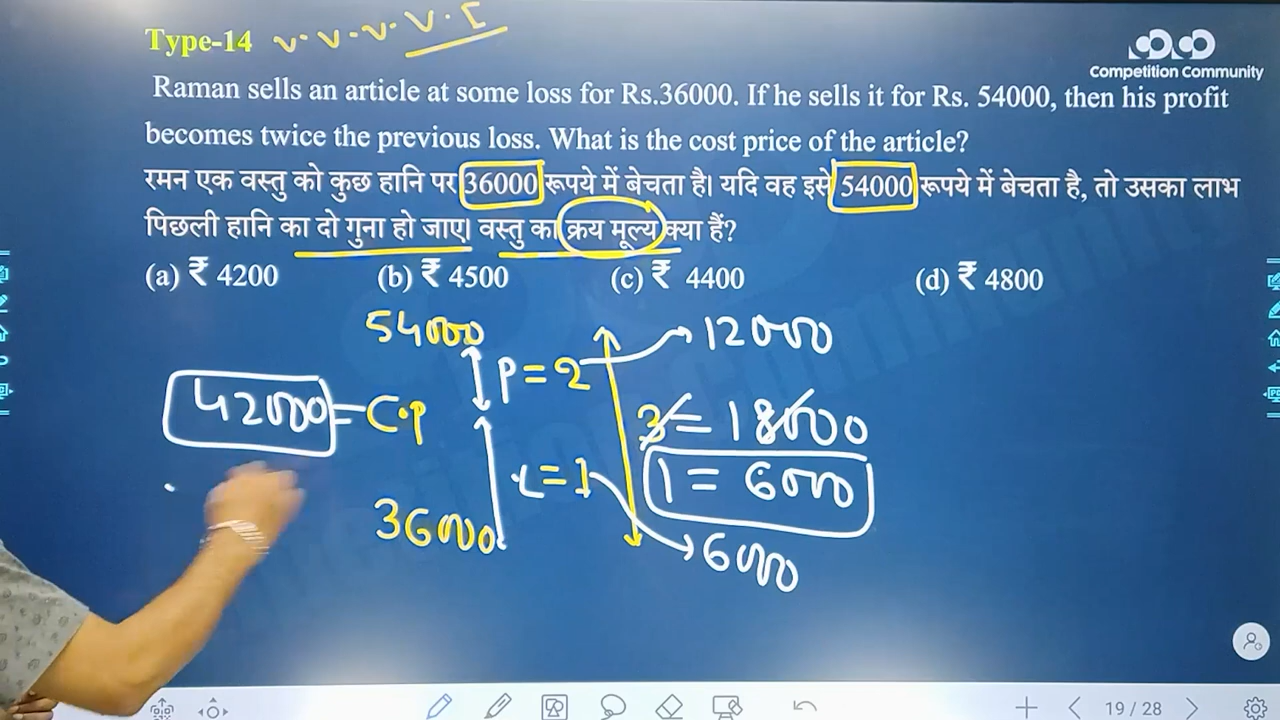 Type-14 v. v. v. V. I
Competition Community
Raman sells an article at some loss for Rs.36000. If he sells it for Rs. 54000, then his profit
becomes twice the previous loss. What is the cost price of the article?
रमन एक वस्तु को कुछ हानि पर 36000 रूपये में बेचता है। यदि वह इसे 54000 रूपये में बेचता है, तो उसका लाभ
पिछली हानि का दो गुना हो जाए। वस्तु का क्रय मूल्य क्या हैं?
(a) ₹ 4200 (b) ₹ 4500 (c) ₹ 4400 (d) ₹ 4800
54000
P = 2
12000
42000 = C.P
3 = 18000
L = 1
1 = 6000
36000
6000
19 / 28